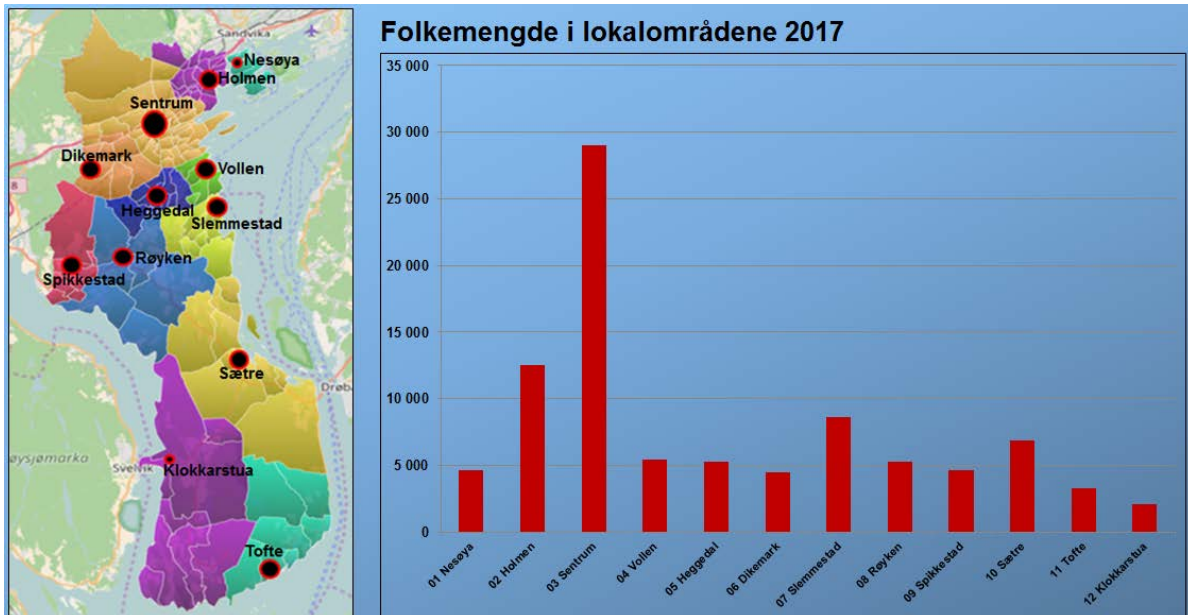 Sandvika
Nesøya
Holmen
Sentrum
Dikemark
Vollen
8
Heggedal
Slemmestad
Røyken
Spikkestad
Sætre
Drøba
øysjømarka
Svelvik
Klokkarstua
Tofte
Folkemengde i lokalområdene 2017
35 000
30 000
25 000
20 000
15 000
10 000
5 000
0
01 Nesøya
02 Holmen
03 Sentrum
04 Vollen
05 Heggedal
06 Dikemark
07 Slemmestad
08 Røyken
09 Spikkestad
10 Sætre
11 Tofte
12 Klokkarstua